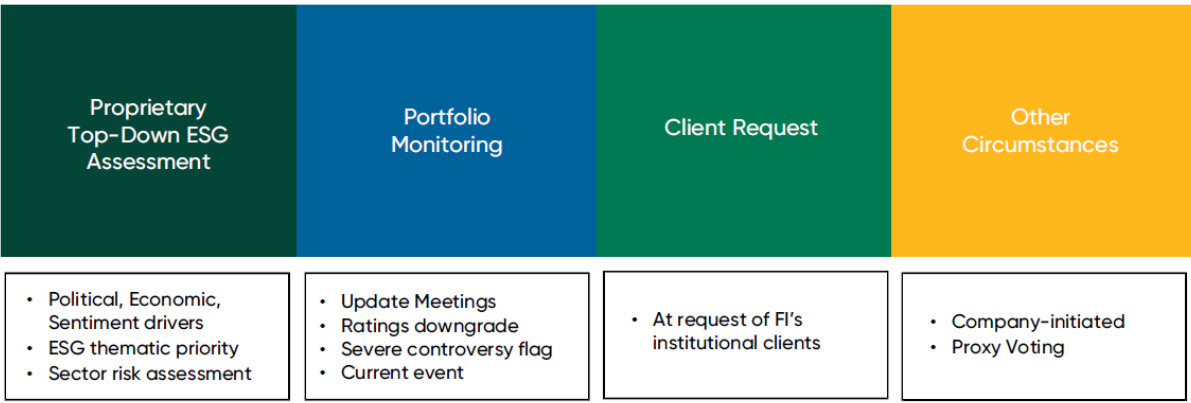 Proprietary
Top-Down ESG
Assessment
Portfolio
Monitoring
Client Request
Other
Circumstances
• Political, Economic,
Sentiment drivers
• ESG thematic priority
• Sector risk assessment
• Update Meetings
• Ratings downgrade
• Severe controversy flag
• Current event
• At request of FI's
institutional clients
• Company-initiated
• Proxy Voting